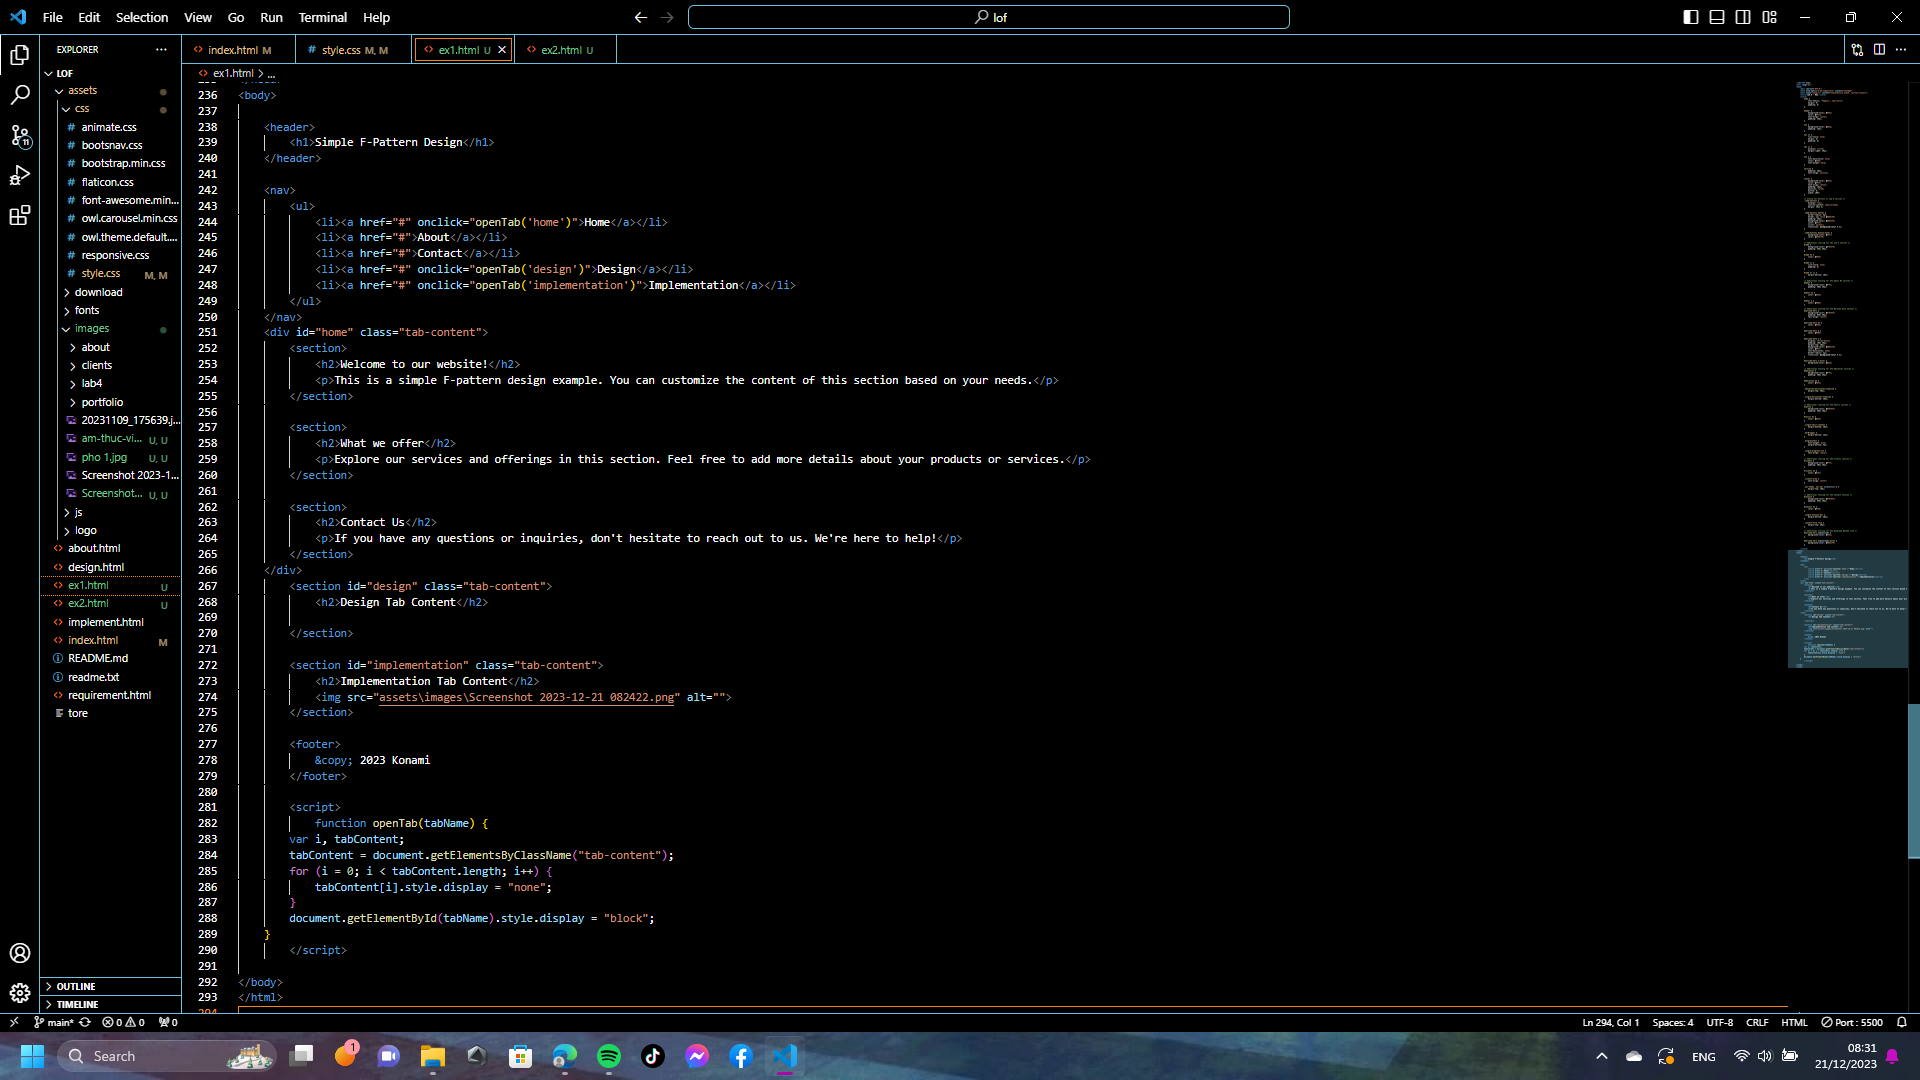 File Edit Selection View Go Run Terminal Help
lof
EXPLORER
LOF
assets
css
animate.css
bootsnav.css
bootstrap.min.css
flaticon.css
font-awesome.min...
owl.carousel.min.css
owl.theme.default....
responsive.css
style.css M, M
download
fonts
images
about
clients
lab4
portfolio
20231109_175639.j...
am-thuc-vi... U, U
pho 1.jpg U, U
Screenshot 2023-1...
Screenshot... U, U
js
logo
about.html
design.html
ex1.html U
ex2.html U
implement.html
index.html M
README.md
readme.txt
requirement.html
tore
OUTLINE
TIMELINE
index.html M style.css M, M ex1.html U ex2.html U
ex1.html > ...
236 <body>
237
238 <header>
239 <h1>Simple F-Pattern Design</h1>
240 </header>
241
242 <nav>
243 <ul>
244 <li><a href="#" onclick="openTab('home')">Home</a></li>
245 <li><a href="#">About</a></li>
246 <li><a href="#">Contact</a></li>
247 <li><a href="#" onclick="openTab('design')">Design</a></li>
248 <li><a href="#" onclick="openTab('implementation')">Implementation</a></li>
249 </ul>
250 </nav>
251 <div id="home" class="tab-content">
252 <section>
253 <h2>Welcome to our website!</h2>
254 <p>This is a simple F-pattern design example. You can customize the content of this section based on your needs.</p>
255 </section>
256
257 <section>
258 <h2>What we offer</h2>
259 <p>Explore our services and offerings in this section. Feel free to add more details about your products or services.</p>
260 </section>
261
262 <section>
263 <h2>Contact Us</h2>
264 <p>If you have any questions or inquiries, don't hesitate to reach out to us. We're here to help!</p>
265 </section>
266 </div>
267 <section id="design" class="tab-content">
268 <h2>Design Tab Content</h2>
269
270 </section>
271
272 <section id="implementation" class="tab-content">
273 <h2>Implementation Tab Content</h2>
274 <img src="assets\images\Screenshot 2023-12-21 082422.png" alt="">
275 </section>
276
277 <footer>
278 &copy; 2023 Konami
279 </footer>
280
281 <script>
282 function openTab(tabName) {
283 var i, tabContent;
284 tabContent = document.getElementsByClassName("tab-content");
285 for (i = 0; i < tabContent.length; i++) {
286 tabContent[i].style.display = "none";
287 }
288 document.getElementById(tabName).style.display = "block";
289 }
290 </script>
291
292 </body>
293 </html>
294
main* 0 0 0
Ln 294, Col 1 Spaces: 4 UTF-8 CRLF HTML Port : 5500
Search
1
ENG
08:31
21/12/2023
11